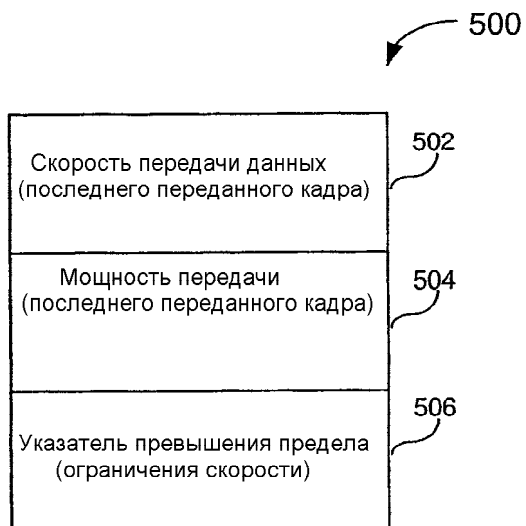 500
Скорость передачи данных
(последнего переданного кадра)
502
Мощность передачи
(последнего переданного кадра)
504
Указатель превышения предела
(ограничения скорости)
506